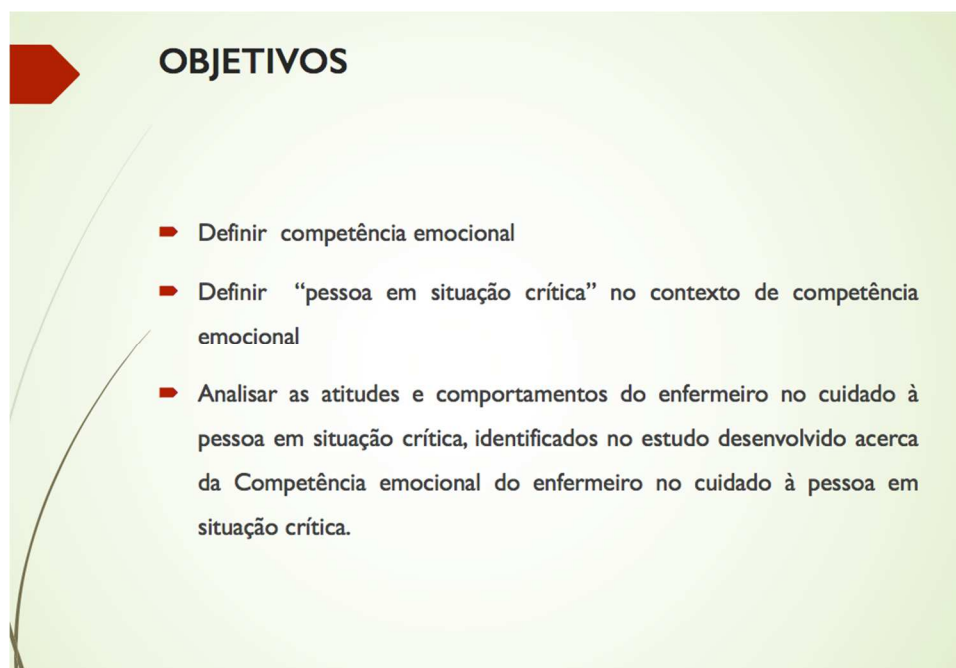 OBJETIVOS
Definir competência emocional
Definir “pessoa em situação crítica” no contexto de competência
emocional
Analisar as atitudes e comportamentos do enfermeiro no cuidado à
pessoa em situação crítica, identificados no estudo desenvolvido acerca
da Competência emocional do enfermeiro no cuidado à pessoa em
situação crítica.